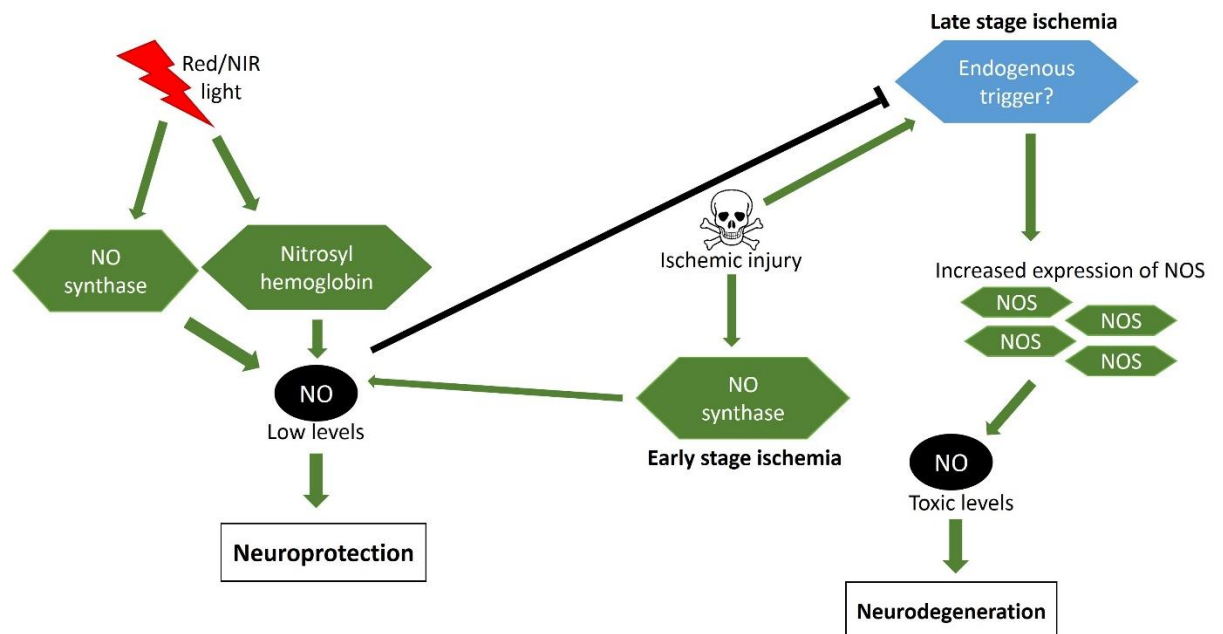 Late stage ischemia
Endogenous
trigger?
Red/NIR
light
NO
synthase
Nitrosyl
hemoglobin
Ischemic injury
Increased expression of NOS
NOS
NOS
NOS
NOS
NO
Low levels
NO
synthase
Early stage ischemia
NO
Toxic levels
Neuroprotection
Neurodegeneration